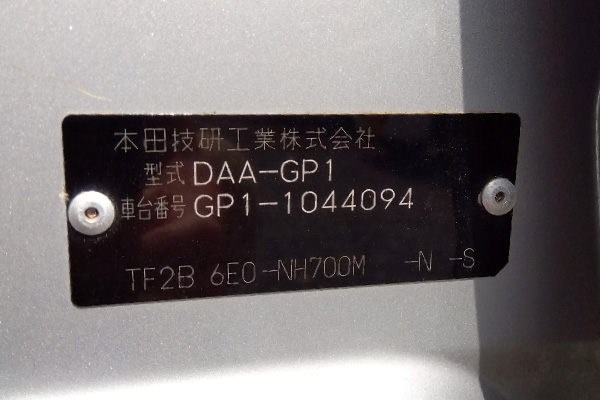 本田技研工業株式会社
型式 DAA-GP1
車台番号 GP1-1044094
TF2B 6E0-NH700M -N -S